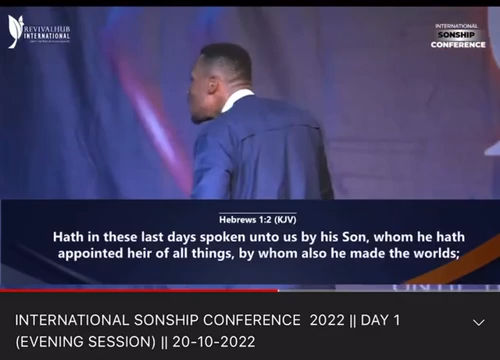 REVIVALHUB
INTERNATIONAL
INTERNATIONAL
SONSHIP
CONFERENCE
Hebrews 1:2 (KJV)
Hath in these last days spoken unto us by his Son, whom he hath
appointed heir of all things, by whom also he made the worlds;
INTERNATIONAL SONSHIP CONFERENCE 2022 || DAY 1
(EVENING SESSION) || 20-10-2022